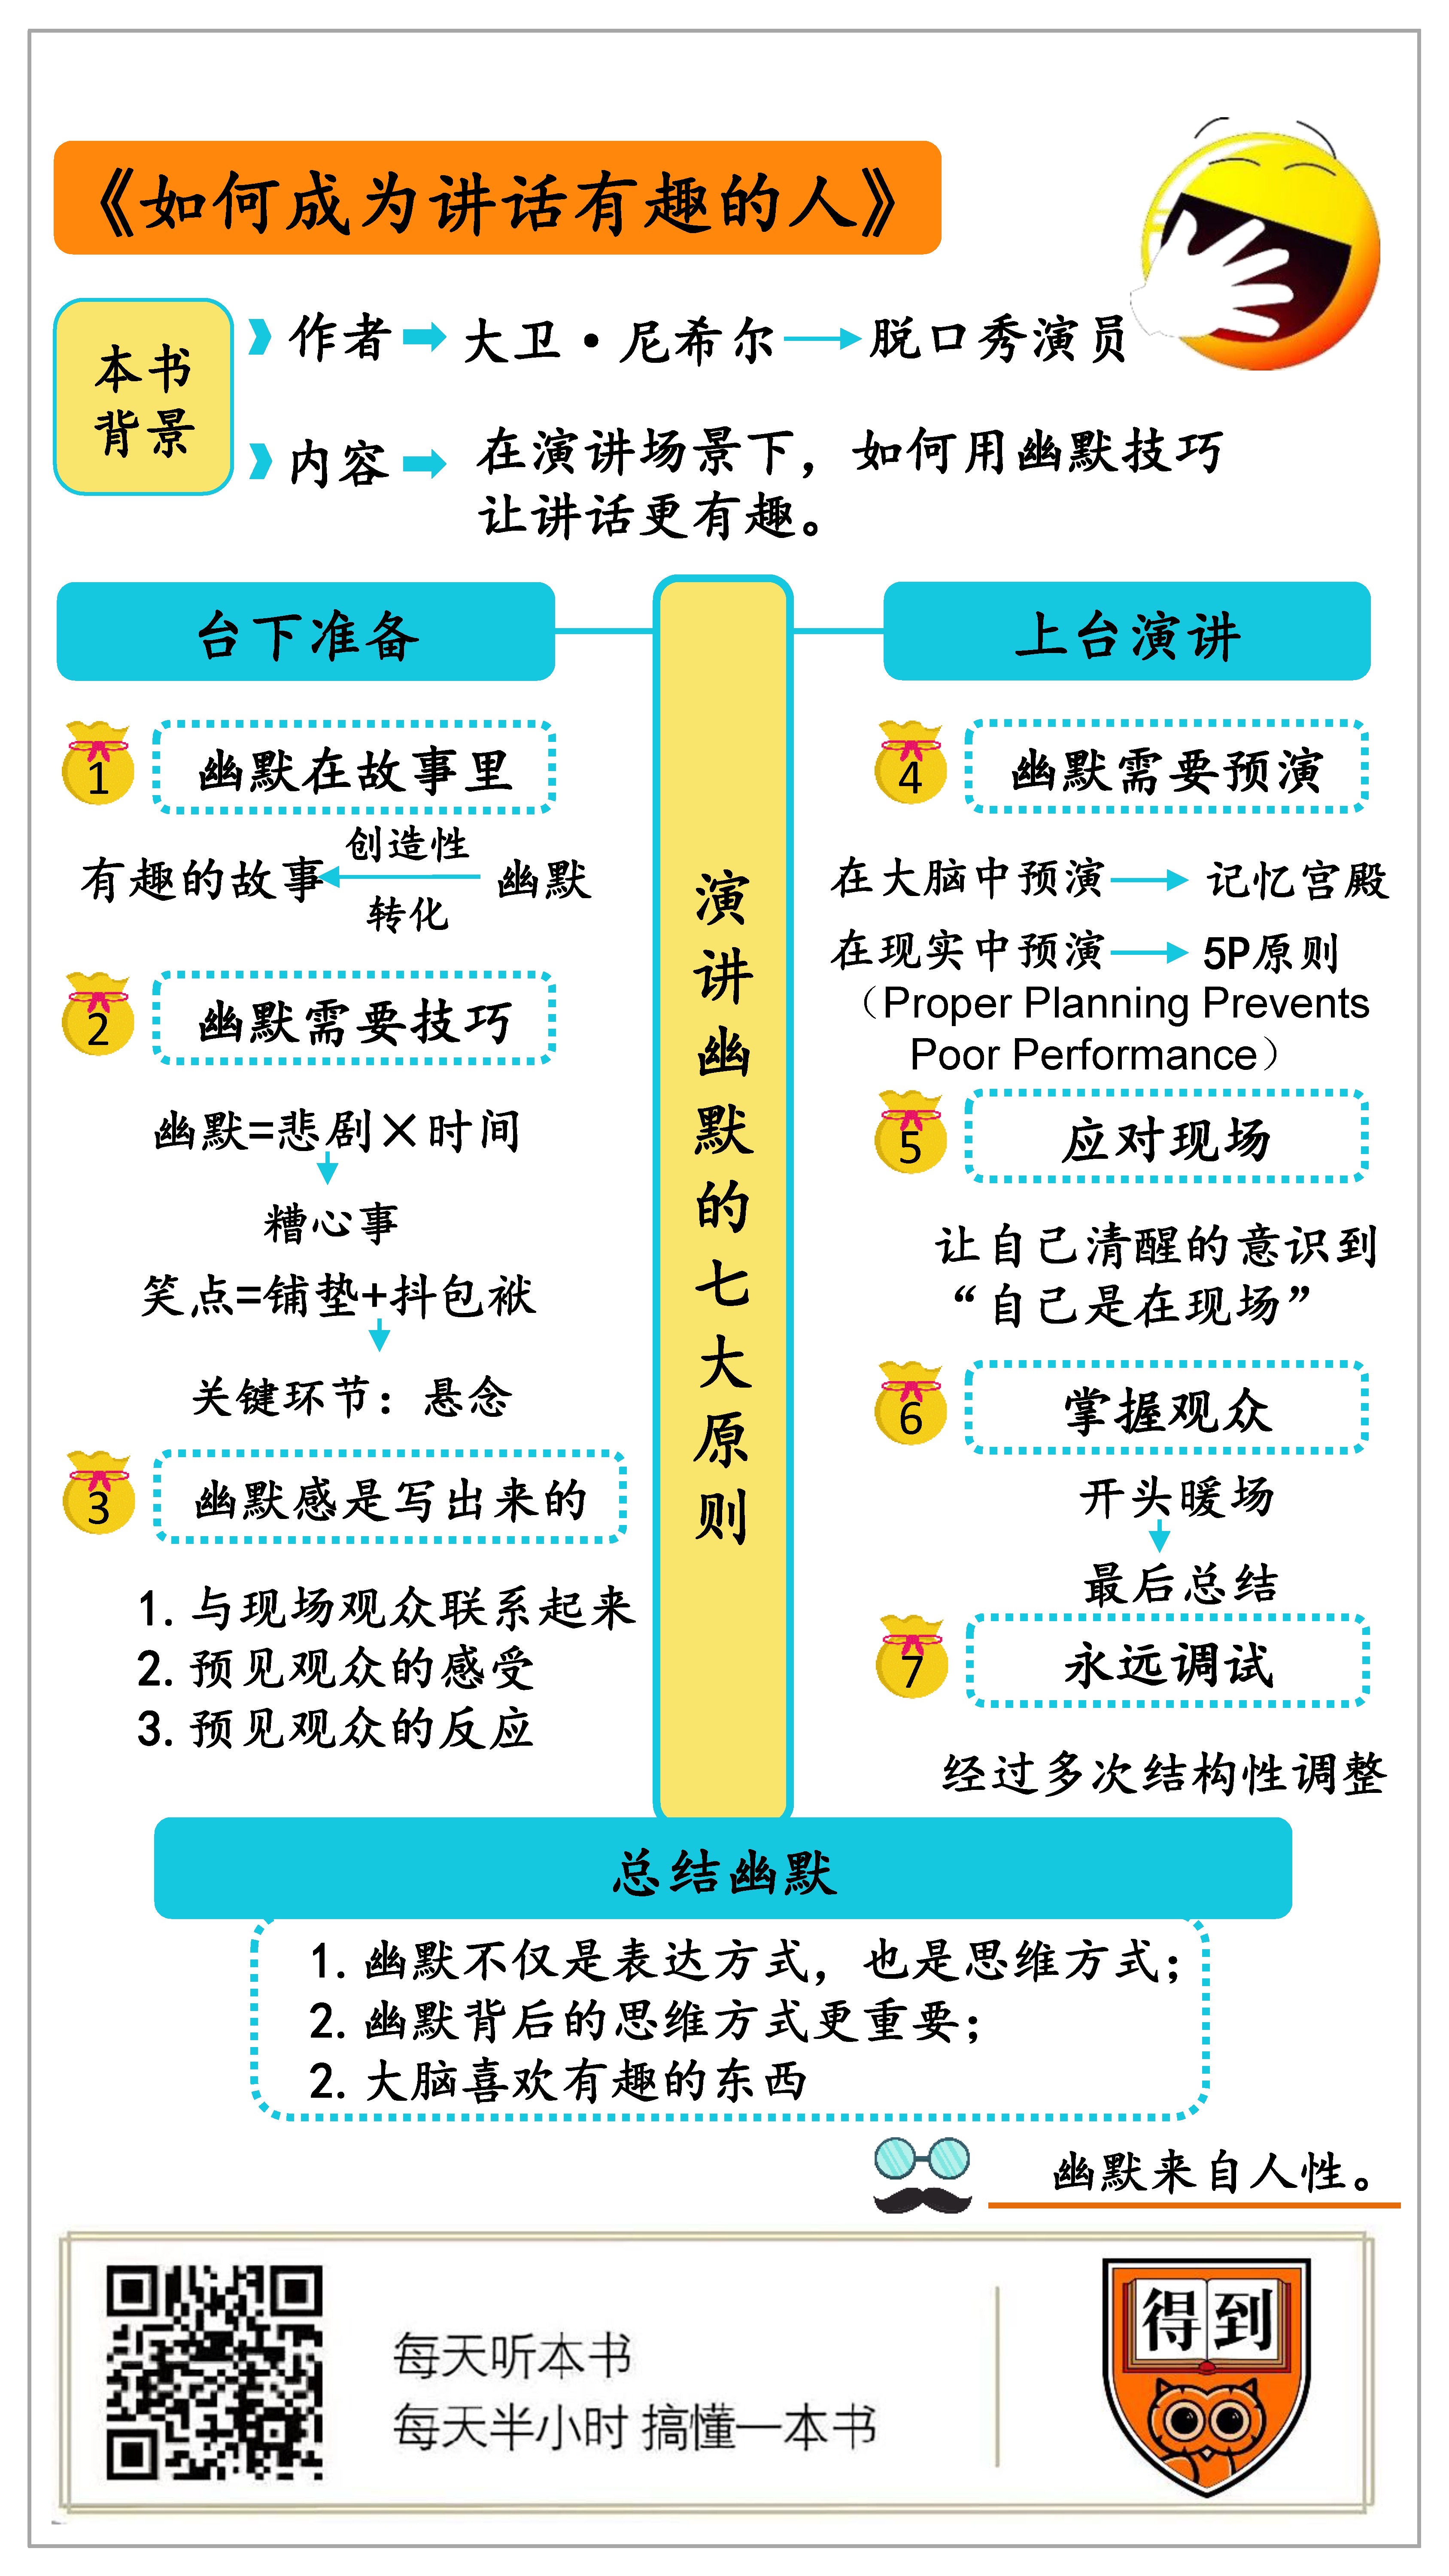 《如何成为讲话有趣的人》
本书
背景
作者
大卫·尼希尔
脱口秀演员
内容
在演讲场景下，如何用幽默技巧
让讲话更有趣。
演讲幽默的七大原则
台下准备
1
幽默在故事里
有趣的故事
创造性
转化
幽默
2
幽默需要技巧
幽默=悲剧×时间
糟心事
笑点=铺垫+抖包袱
关键环节：悬念
3
幽默感是写出来的
1. 与现场观众联系起来
2. 预见观众的感受
3. 预见观众的反应
上台演讲
4
幽默需要预演
在大脑中预演
记忆宫殿
在现实中预演
5P原则
（Proper Planning Prevents
Poor Performance）
5
应对现场
让自己清醒的意识到
“自己是在现场”
6
掌握观众
开头暖场
最后总结
7
永远调试
经过多次结构性调整
总结幽默
1. 幽默不仅是表达方式，也是思维方式；
2. 幽默背后的思维方式更重要；
2. 大脑喜欢有趣的东西
幽默来自人性。
每天听本书
每天半小时 搞懂一本书
得到